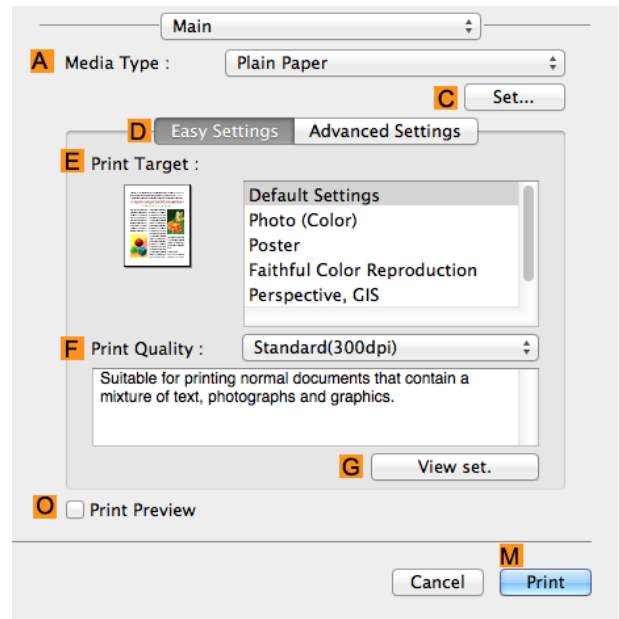 Main
A Media Type : Plain Paper
C Set...
D Easy Settings Advanced Settings
E Print Target :
Default Settings
Photo (Color)
Poster
Faithful Color Reproduction
Perspective, GIS
F Print Quality : Standard(300dpi)
Suitable for printing normal documents that contain a
mixture of text, photographs and graphics.
G View set.
O Print Preview
M
Cancel Print